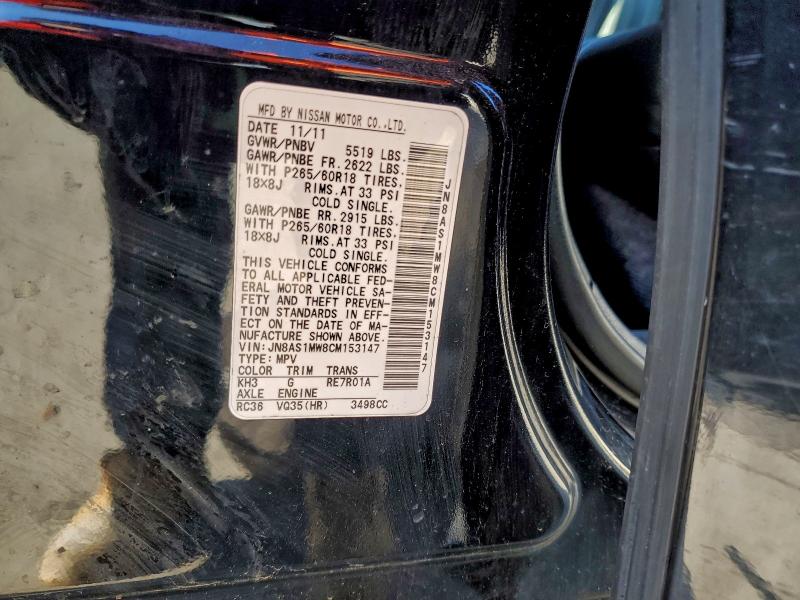 MFD BY NISSAN MOTOR CO.,LTD.
DATE 11/11
GVWR/PNBV 5519 LBS.
GAWR/PNBE FR. 2622 LBS.
WITH P265/60R18 TIRES,
18X8J RIMS.AT 33 PSI
COLD SINGLE.
GAWR/PNBE RR. 2915 LBS.
WITH P265/60R18 TIRES,
18X8J RIMS.AT 33 PSI
COLD SINGLE.
THIS VEHICLE CONFORMS
TO ALL APPLICABLE FED-
ERAL MOTOR VEHICLE SA-
FETY AND THEFT PREVEN-
TION STANDARDS IN EFF-
ECT ON THE DATE OF MA-
NUFACTURE SHOWN ABOVE.
VIN: JN8AS1MW8CM153147
TYPE: MPV
COLOR TRIM TRANS
KH3 G RE7R01A
AXLE ENGINE
RC36 VQ35(HR) 3498CC
JN8AS1MW8CM153147